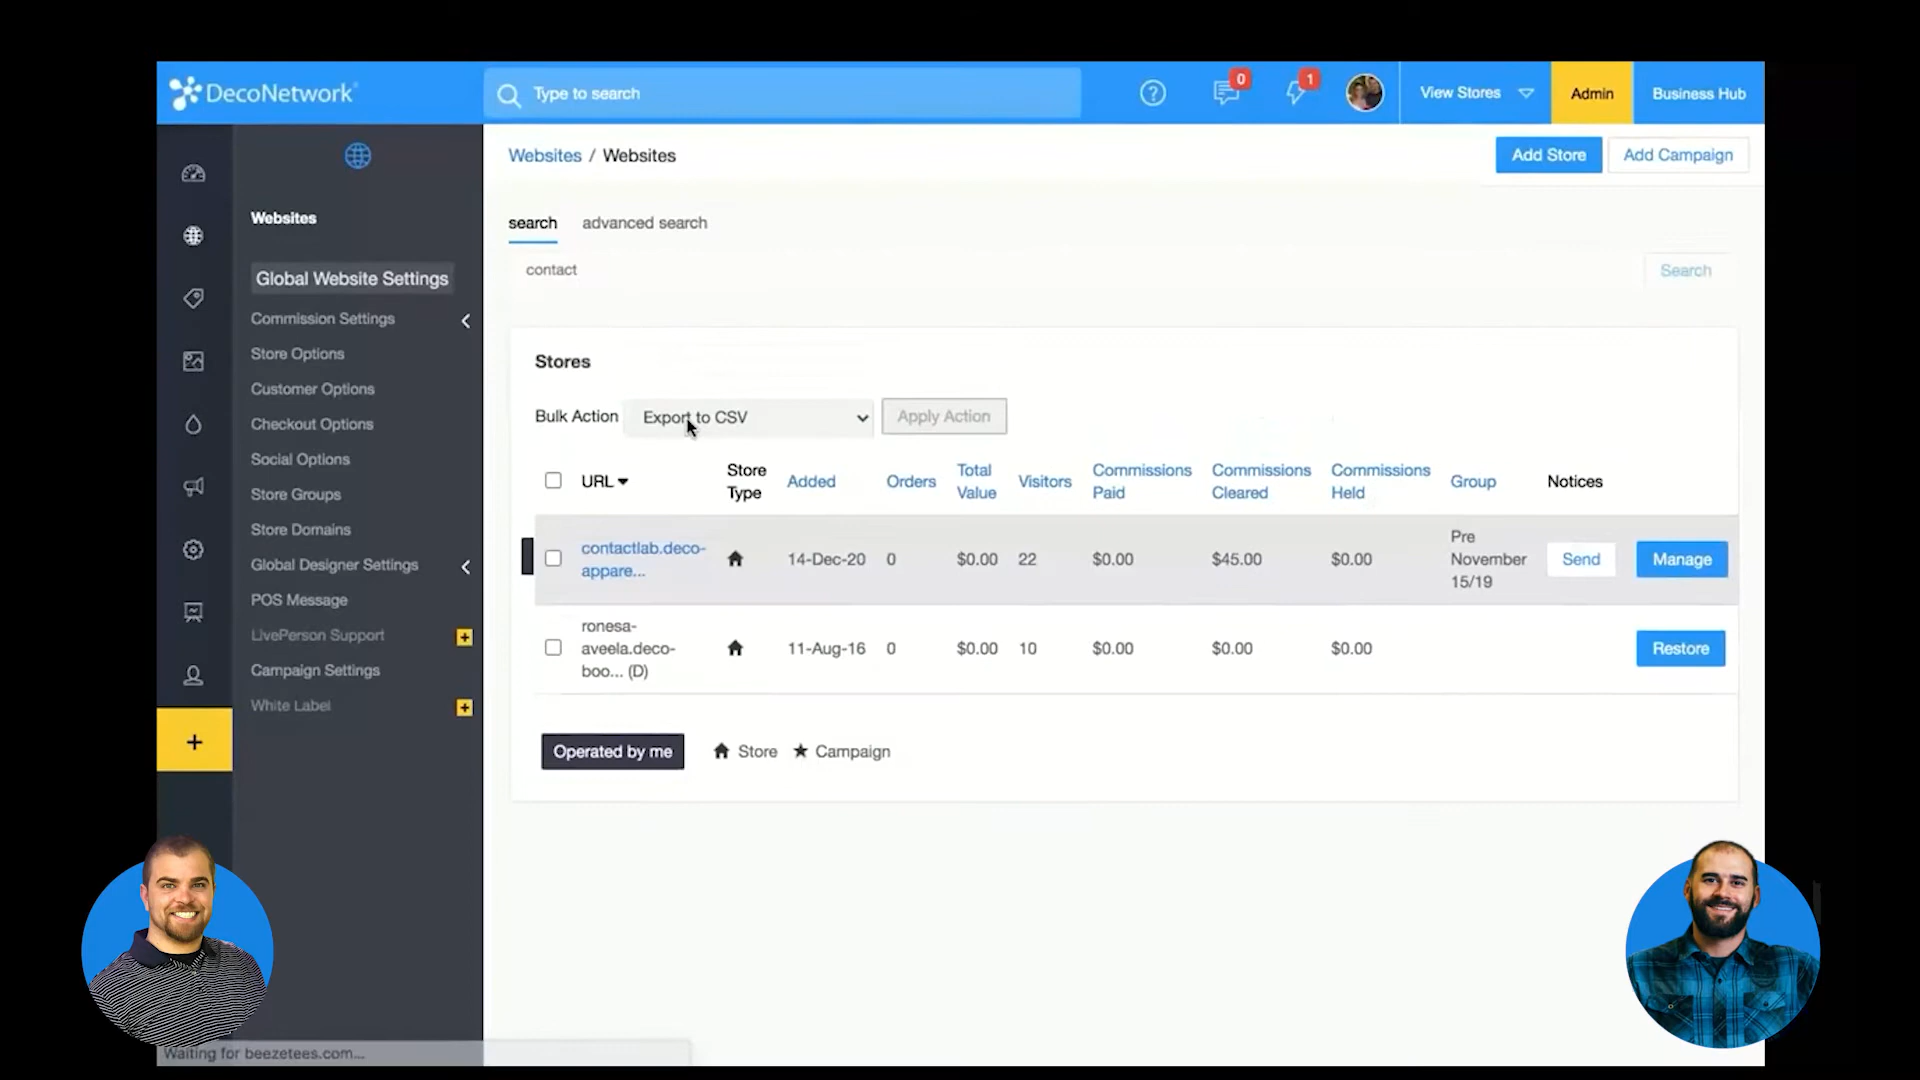 DecoNetwork
Type to search
0
1
View Stores
Admin
Business Hub
Websites / Websites
Add Store
Add Campaign
Websites
Global Website Settings
Commission Settings
Store Options
Customer Options
Checkout Options
Social Options
Store Groups
Store Domains
Global Designer Settings
POS Message
LivePerson Support
Campaign Settings
White Label
search
advanced search
contact
Search
Stores
Bulk Action
Export to CSV
Apply Action
URL
Store
Type
Added
Orders
Total
Value
Visitors
Commissions
Paid
Commissions
Cleared
Commissions
Held
Group
Notices
contactlab.deco-
appare...
14-Dec-20
0
$0.00
22
$0.00
$45.00
$0.00
Pre
November
15/19
Send
Manage
ronesa-
aveela.deco-
boo... (D)
11-Aug-16
0
$0.00
10
$0.00
$0.00
$0.00
Restore
Operated by me
Store
Campaign
Waiting for beezetees.com...